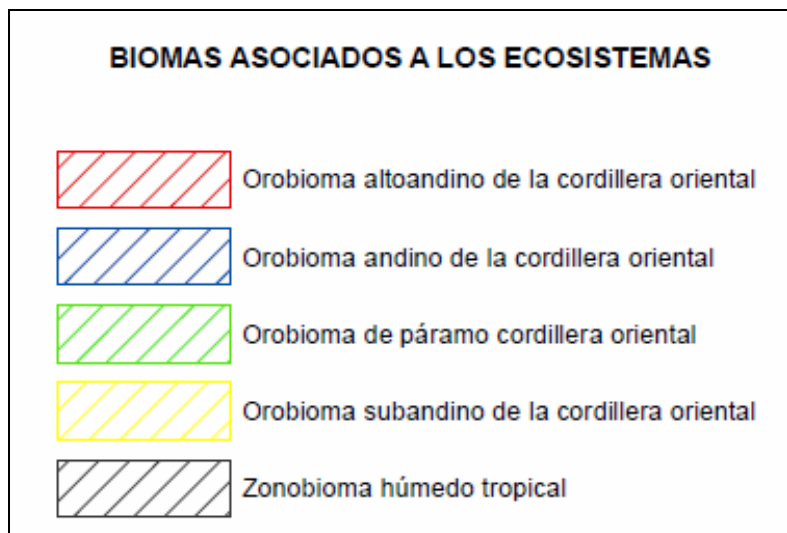 BIOMAS ASOCIADOS A LOS ECOSISTEMAS
Orobioma altoandino de la cordillera oriental
Orobioma andino de la cordillera oriental
Orobioma de páramo cordillera oriental
Orobioma subandino de la cordillera oriental
Zonobioma húmedo tropical